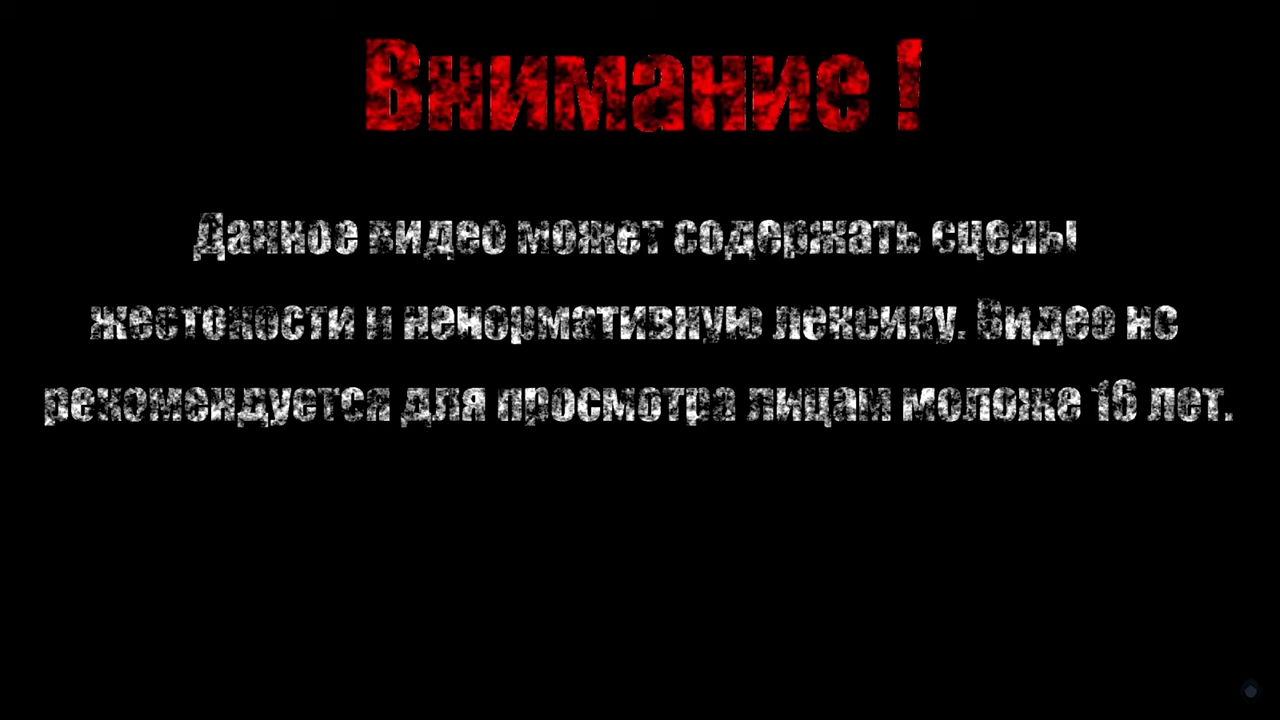 Внимание !
Данное видео может содержать сцены
жестокости и ненормативную лексику. Видео не
рекомендуется для просмотра лицам моложе 16 лет.